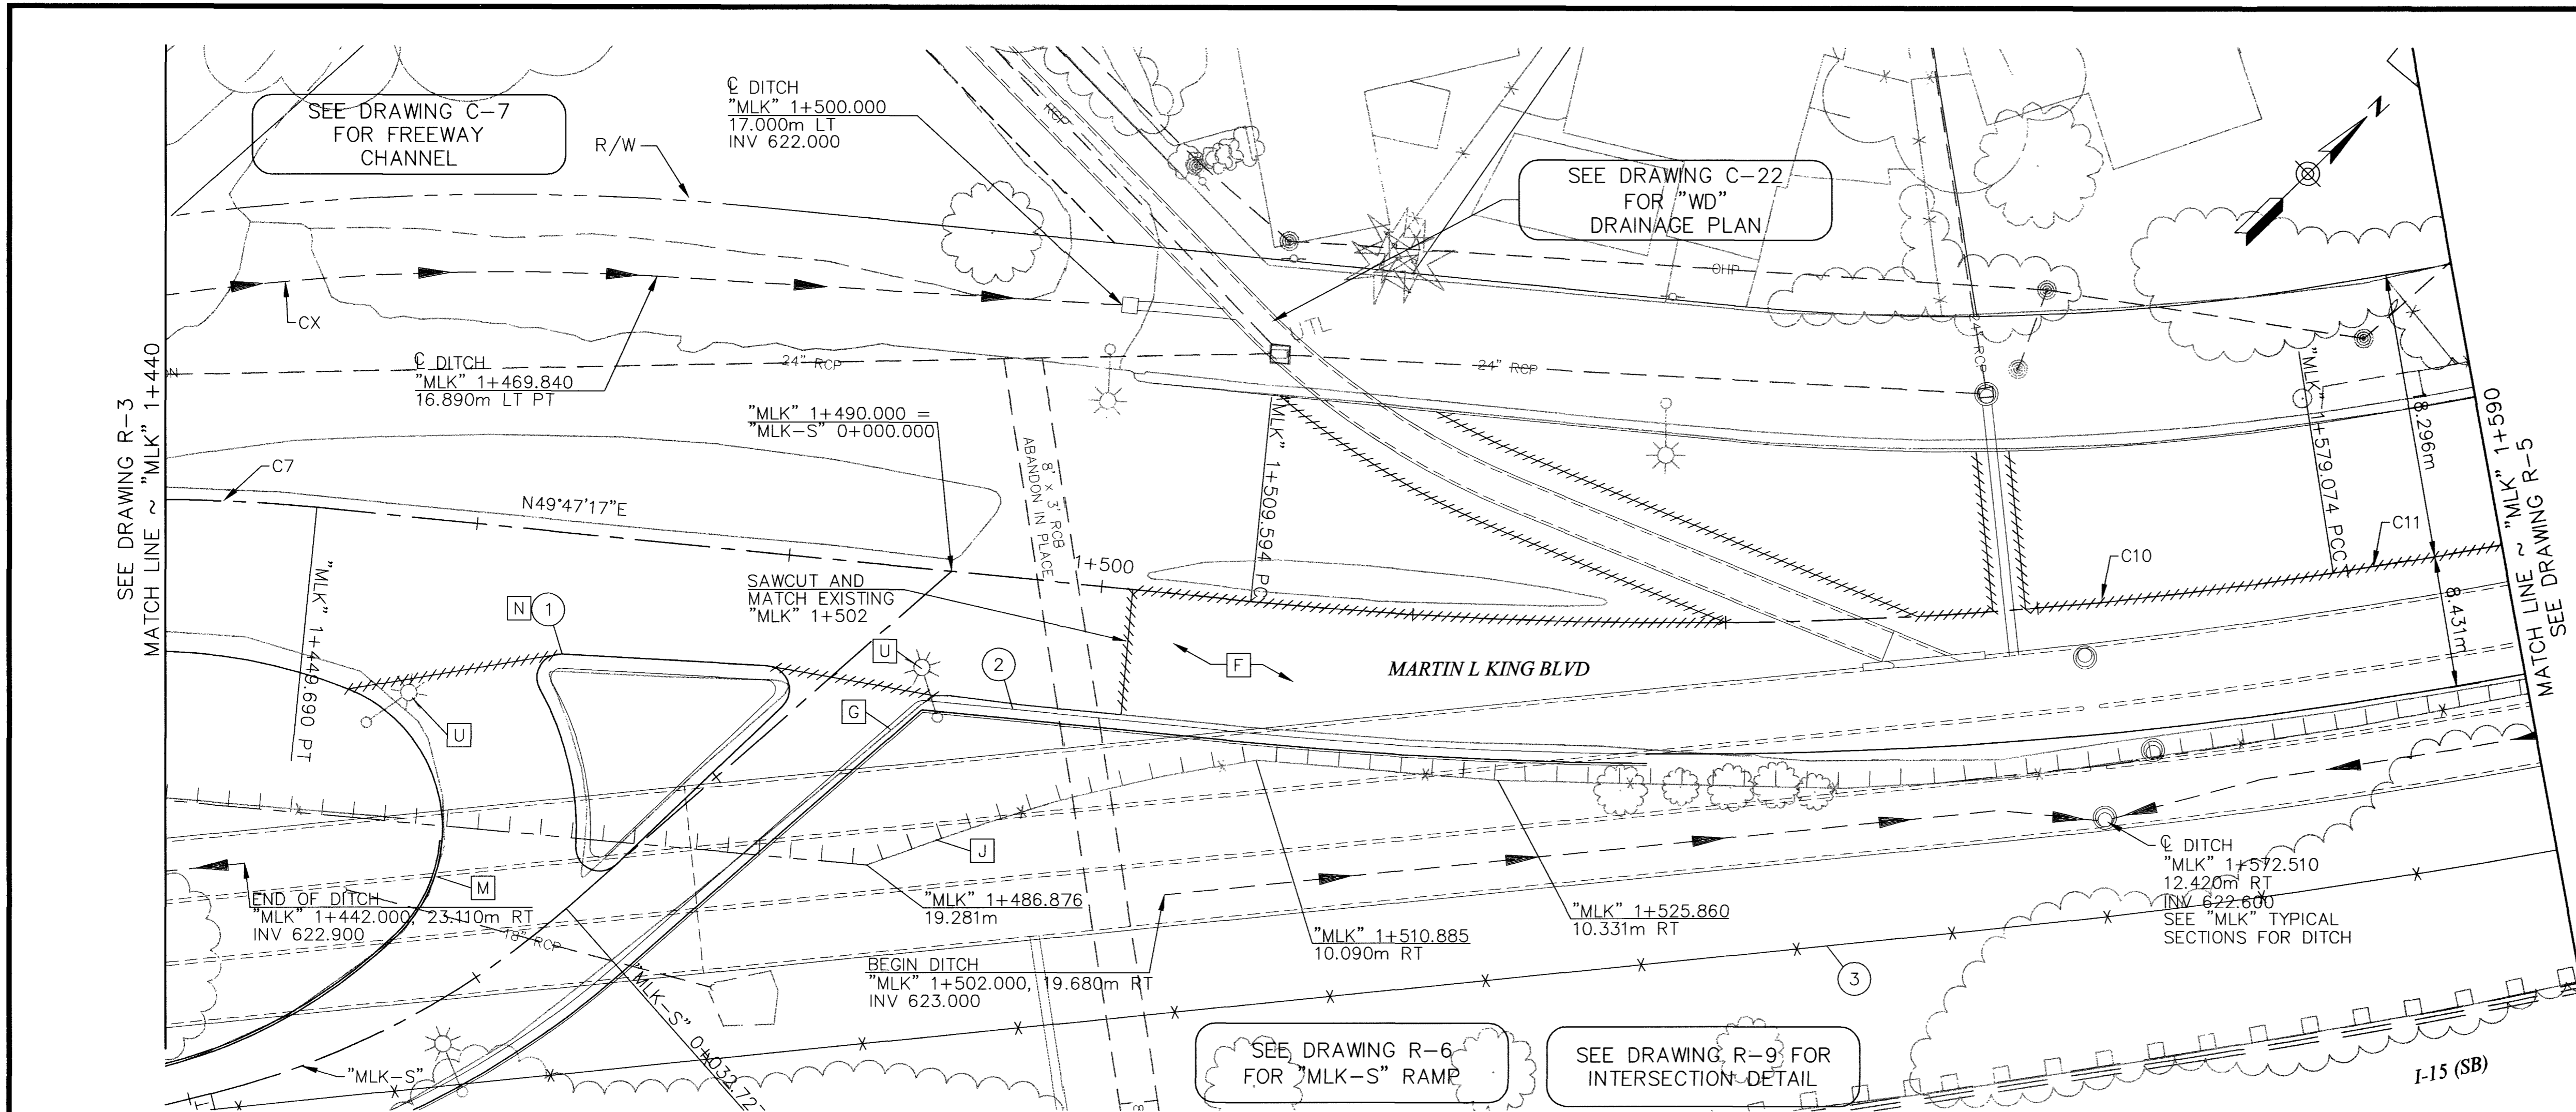 SEE DRAWING C-7
FOR FREEWAY
CHANNEL
R/W
℄ DITCH
"MLK" 1+500.000
17.000m LT
INV 622.000
RCP
SEE DRAWING C-22
FOR "WD"
DRAINAGE PLAN
N
OHP
CX
UTL
SEE DRAWING R-3
MATCH LINE ~ "MLK" 1+440
℄ DITCH
"MLK" 1+469.840
16.890m LT PT
24" RCP
24" RCP
24" RCP
"MLK" 1+490.000 =
"MLK-S" 0+000.000
8' x 3' RCB
ABANDON IN PLACE
"MLK" 1+509.594 PC
"MLK" 1+579.074 PCC
18.296m
MATCH LINE ~ "MLK" 1+590
SEE DRAWING R-5
C7
N49°47'17"E
C11
C10
1+500
SAWCUT AND
MATCH EXISTING
"MLK" 1+502
"MLK" 1+449.690 PT
N 1
U
2
F
MARTIN L KING BLVD
8.431m
U
G
J
M
END OF DITCH
"MLK" 1+442.000, 23.110m RT
INV 622.900
18" RCP
"MLK" 1+486.876
19.281m
"MLK" 1+510.885
10.090m RT
"MLK" 1+525.860
10.331m RT
℄ DITCH
"MLK" 1+572.510
12.420m RT
INV 622.600
SEE "MLK" TYPICAL
SECTIONS FOR DITCH
BEGIN DITCH
"MLK" 1+502.000, 19.680m RT
INV 623.000
3
"MLK-S"
"MLK-S" 0+032.72
SEE DRAWING R-6
FOR "MLK-S" RAMP
SEE DRAWING R-9 FOR
INTERSECTION DETAIL
I-15 (SB)